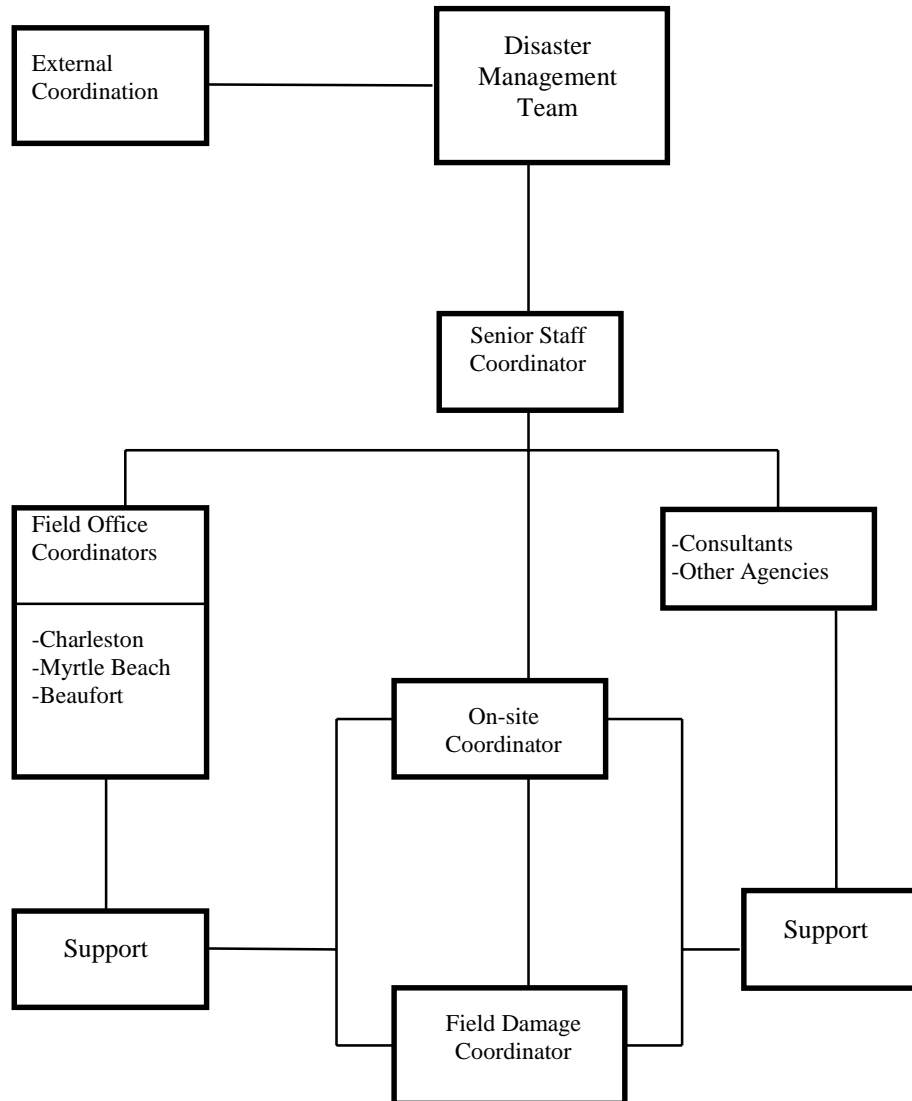 External
Coordination
Disaster
Management
Team
Senior Staff
Coordinator
Field Office
Coordinators
-Charleston
-Myrtle Beach
-Beaufort
-Consultants
-Other Agencies
On-site
Coordinator
Support
Support
Field Damage
Coordinator